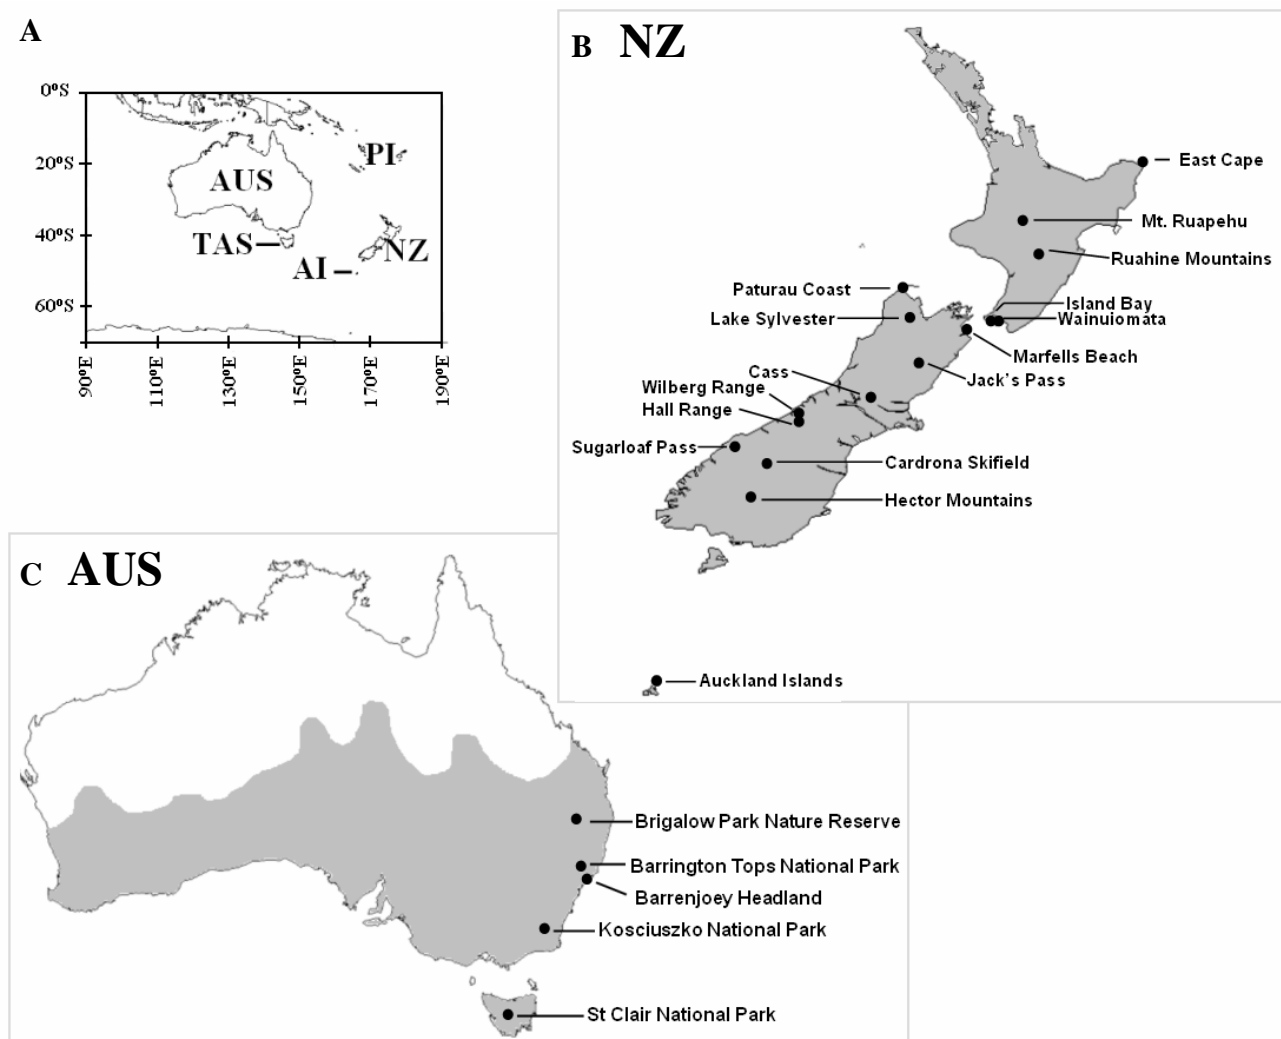 A
0ºS
20ºS
40ºS
60ºS
AUS
TAS
AI
PI
NZ
90ºE
110ºE
130ºE
150ºE
170ºE
190ºE
B NZ
East Cape
Mt. Ruapehu
Ruahine Mountains
Island Bay
Wainuiomata
Paturau Coast
Lake Sylvester
Marfells Beach
Jack's Pass
Cass
Wilberg Range
Hall Range
Sugarloaf Pass
Cardrona Skifield
Hector Mountains
Auckland Islands
C AUS
Brigalow Park Nature Reserve
Barrington Tops National Park
Barrenjoey Headland
Kosciuszko National Park
St Clair National Park